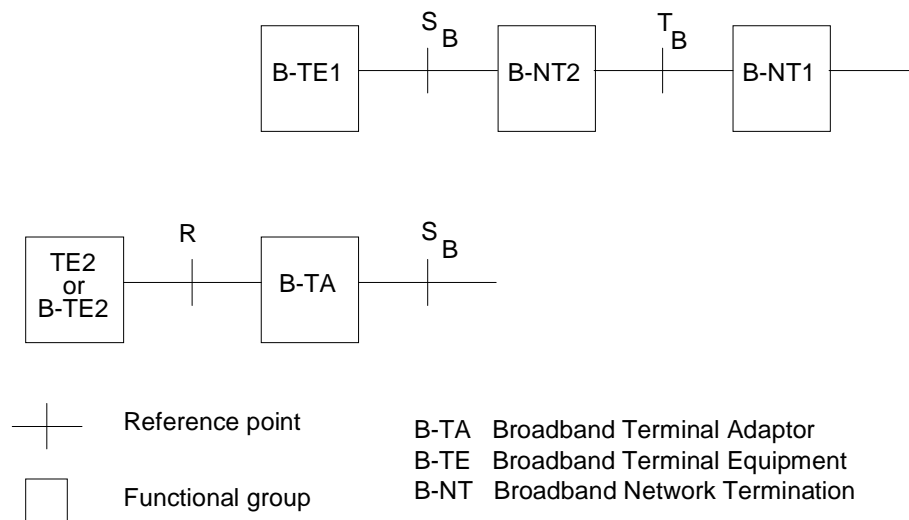 S B T B
B-TE1 B-NT2 B-NT1
R S B
TE2
or
B-TE2
B-TA
Reference point
Functional group
B-TA Broadband Terminal Adaptor
B-TE Broadband Terminal Equipment
B-NT Broadband Network Termination